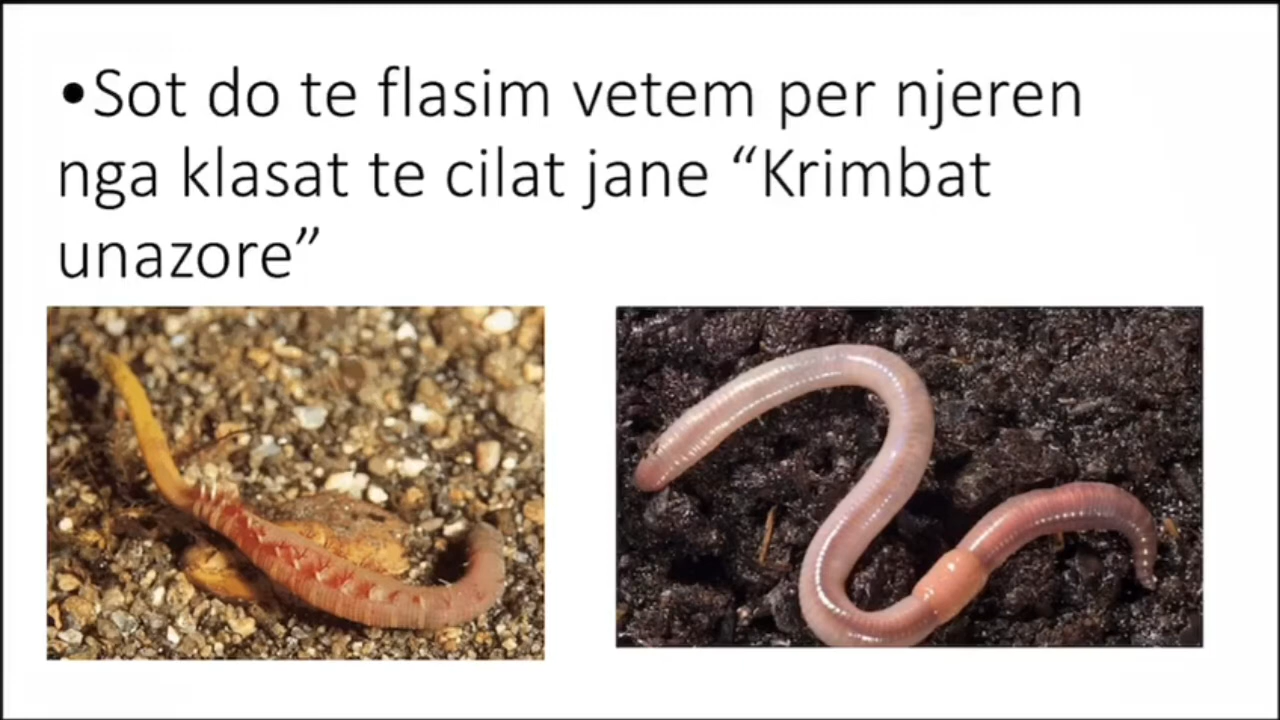 •Sot do te flasim vetem per njeren
nga klasat te cilat jane “Krimbat
unazore”